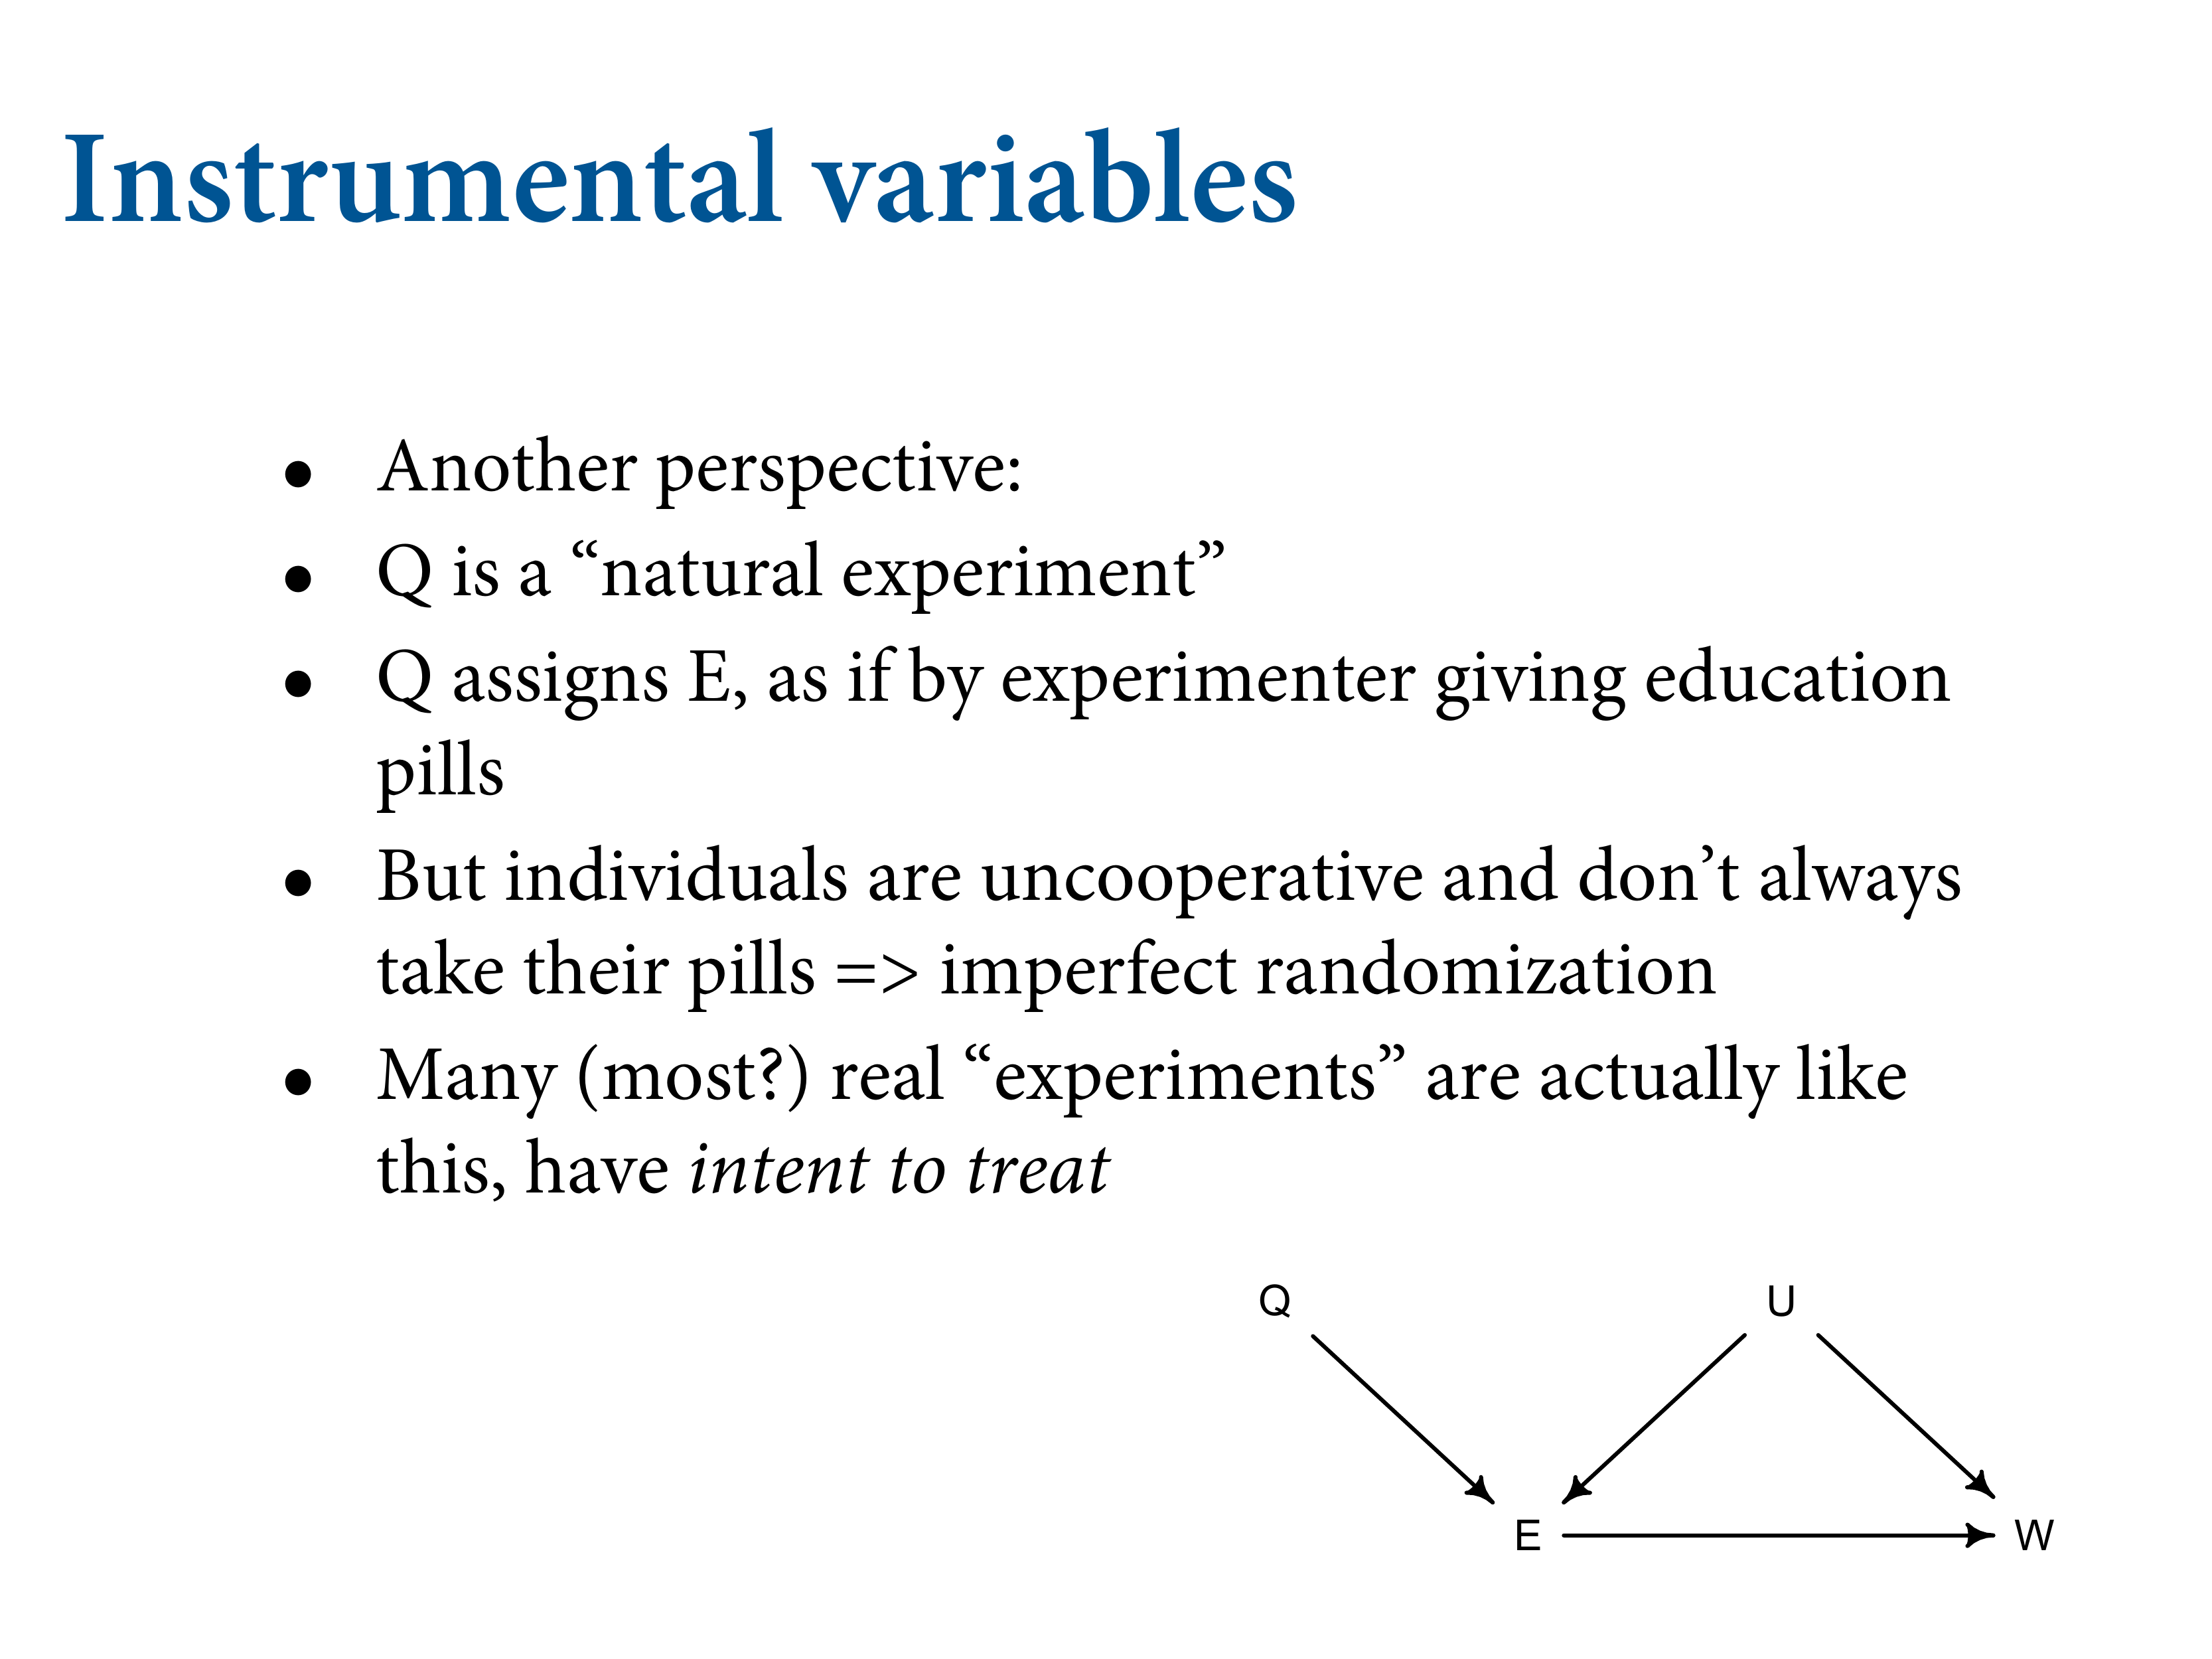 Instrumental variables
• Another perspective:
• Q is a “natural experiment”
• Q assigns E, as if by experimenter giving education
pills
• But individuals are uncooperative and don’t always
take their pills => imperfect randomization
• Many (most?) real “experiments” are actually like
this, have intent to treat
Q U
E W